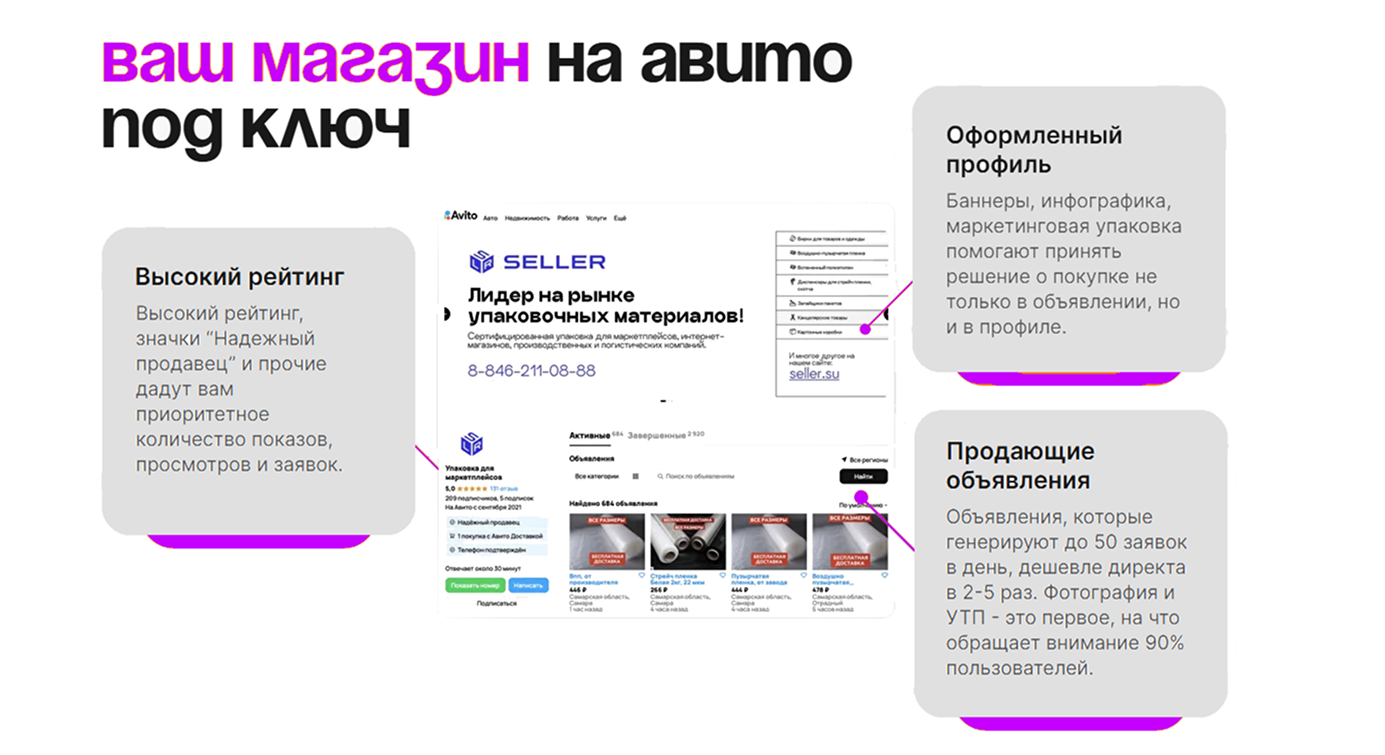 ваш магазин на авито
под ключ
Высокий рейтинг
Высокий рейтинг,
значки “Надежный
продавец” и прочие
дадут вам
приоритетное
количество показов,
просмотров и заявок.
Avito Авто Недвижимость Работа Услуги Ещё
SELLER
Лидер на рынке
упаковочных материалов!
Сертифицированная упаковка для маркетплейсов, интернет-
магазинов, производственных и логистических компаний.
8-846-211-08-88
Бирки для товаров и одежды
Воздушно-пузырчатая пленка
Вспененный полиэтилен
Диспенсеры для стрейч пленки,
скотча
Запайщики пакетов
Канцелярские товары
Картонные коробки
И многое другое на
нашем сайте:
seller.su
Упаковка для
маркетплейсов
5,0 131 отзыв
209 подписчиков, 5 подписок
На Авито с сентября 2021
Надёжный продавец
1 покупка с Авито Доставкой
Телефон подтверждён
Отвечает около 30 минут
Показать номер Написать
Подписаться
Активные 684 Завершенные 2 920
Объявления Все регионы
Все категории Поиск по объявлениям Найти
Найдено 684 объявления По умолчанию
ВСЕ РАЗМЕРЫ
БЕСПЛАТНАЯ
ДОСТАВКА
БЕСПЛАТНАЯ ДОСТАВКА
ВСЕ РАЗМЕРЫ
ВСЕ РАЗМЕРЫ
БЕСПЛАТНАЯ
ДОСТАВКА
ВСЕ РАЗМЕРЫ
БЕСПЛАТНАЯ
ДОСТАВКА
Впп, от
производителя
446 ₽
Самарская область,
Самара
1 час назад
Стрейч пленка
Белая 2кг, 22 мкм
266 ₽
Самарская область,
Самара
4 часа назад
Пузырчатая
пленка, от завода
444 ₽
Самарская область,
Самара
4 часа назад
Воздушно
пузырчатая...
478 ₽
Самарская область,
Отрадный
5 часов назад
Оформленный
профиль
Баннеры, инфографика,
маркетинговая упаковка
помогают принять
решение о покупке не
только в объявлении, но
и в профиле.
Продающие
объявления
Объявления, которые
генерируют до 50 заявок
в день, дешевле директа
в 2-5 раз. Фотография и
УТП - это первое, на что
обращает внимание 90%
пользователей.